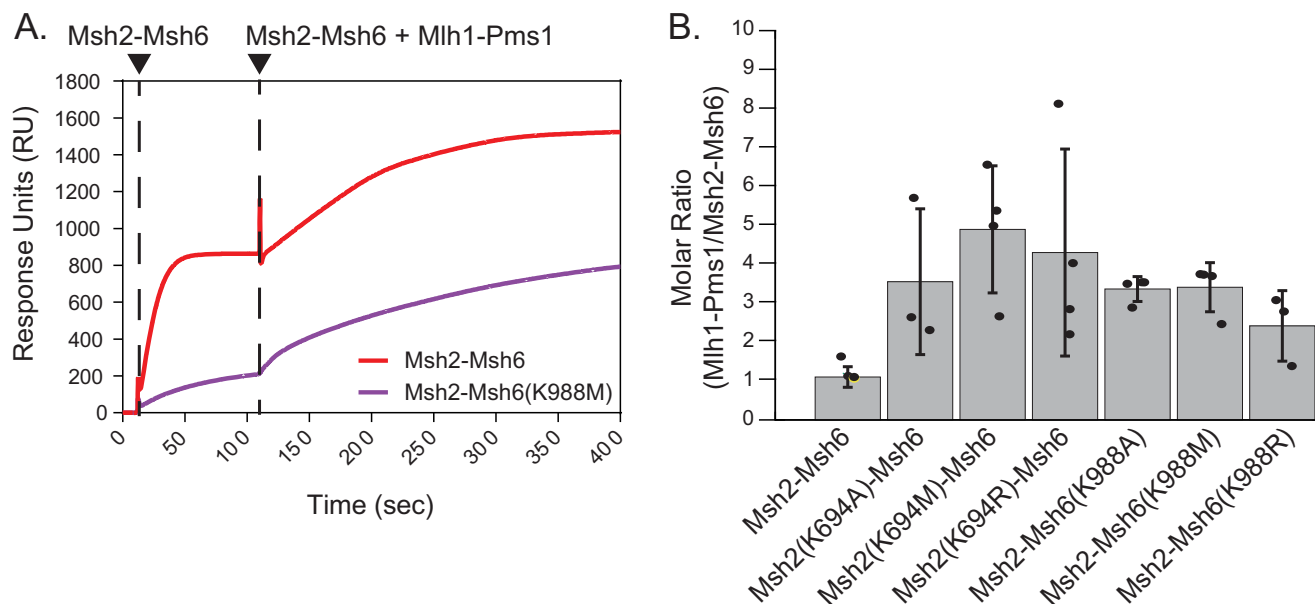 A.
Msh2-Msh6
Msh2-Msh6 + Mlh1-Pms1
Response Units (RU)
1800
1600
1400
1200
1000
800
600
400
200
0
Msh2-Msh6
Msh2-Msh6(K988M)
0
50
100
150
200
250
300
350
400
Time (sec)
B.
Molar Ratio
(Mlh1-Pms1/Msh2-Msh6)
10
9
8
7
6
5
4
3
2
1
0
Msh2-Msh6
Msh2(K694A)-Msh6
Msh2(K694M)-Msh6
Msh2(K694R)-Msh6
Msh2-Msh6(K988A)
Msh2-Msh6(K988M)
Msh2-Msh6(K988R)